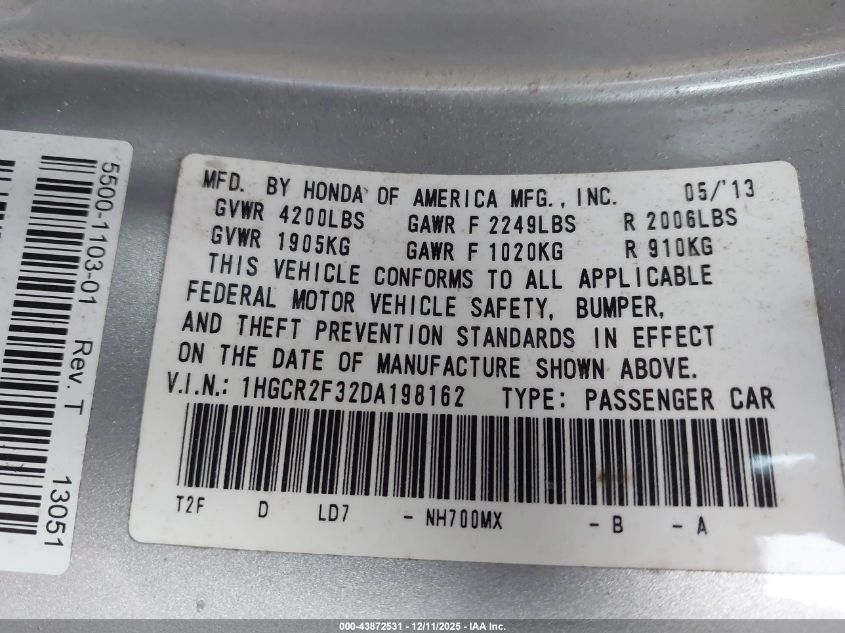 5500-1103-01 Rev. T
13051
MFD. BY HONDA OF AMERICA MFG., INC. 05/'13
GVWR 4200LBS GAWR F 2249LBS R 2006LBS
GVWR 1905KG GAWR F 1020KG R 910KG
THIS VEHICLE CONFORMS TO ALL APPLICABLE
FEDERAL MOTOR VEHICLE SAFETY, BUMPER,
AND THEFT PREVENTION STANDARDS IN EFFECT
ON THE DATE OF MANUFACTURE SHOWN ABOVE.
V.I.N.: 1HGCR2F32DA198162 TYPE: PASSENGER CAR
T2F D LD7 - NH700MX - B - A
000-43872531 - 12/11/2025 - IAA Inc.